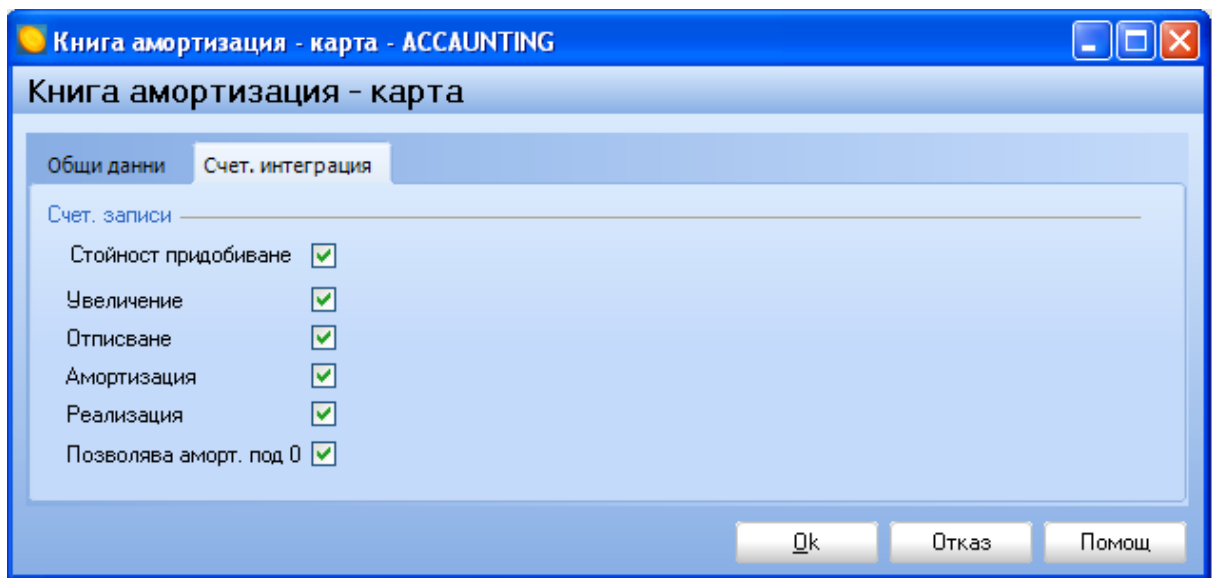 Книга амортизация - карта - ACCAUNTING
Книга амортизация - карта
Общи данни Счет. интеграция
Счет. записи
Стойност придобиване
Увеличение
Отписване
Амортизация
Реализация
Позволява аморт. под 0
Ok Отказ Помощ